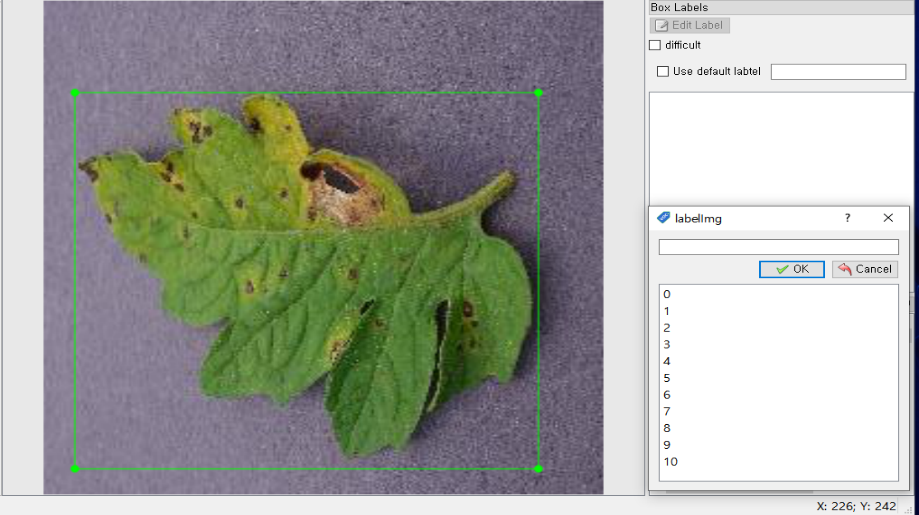 Box Labels
Edit Label
difficult
Use default labtel
labelImg
?
OK
Cancel
0
1
2
3
4
5
6
7
8
9
10
X: 226; Y: 242